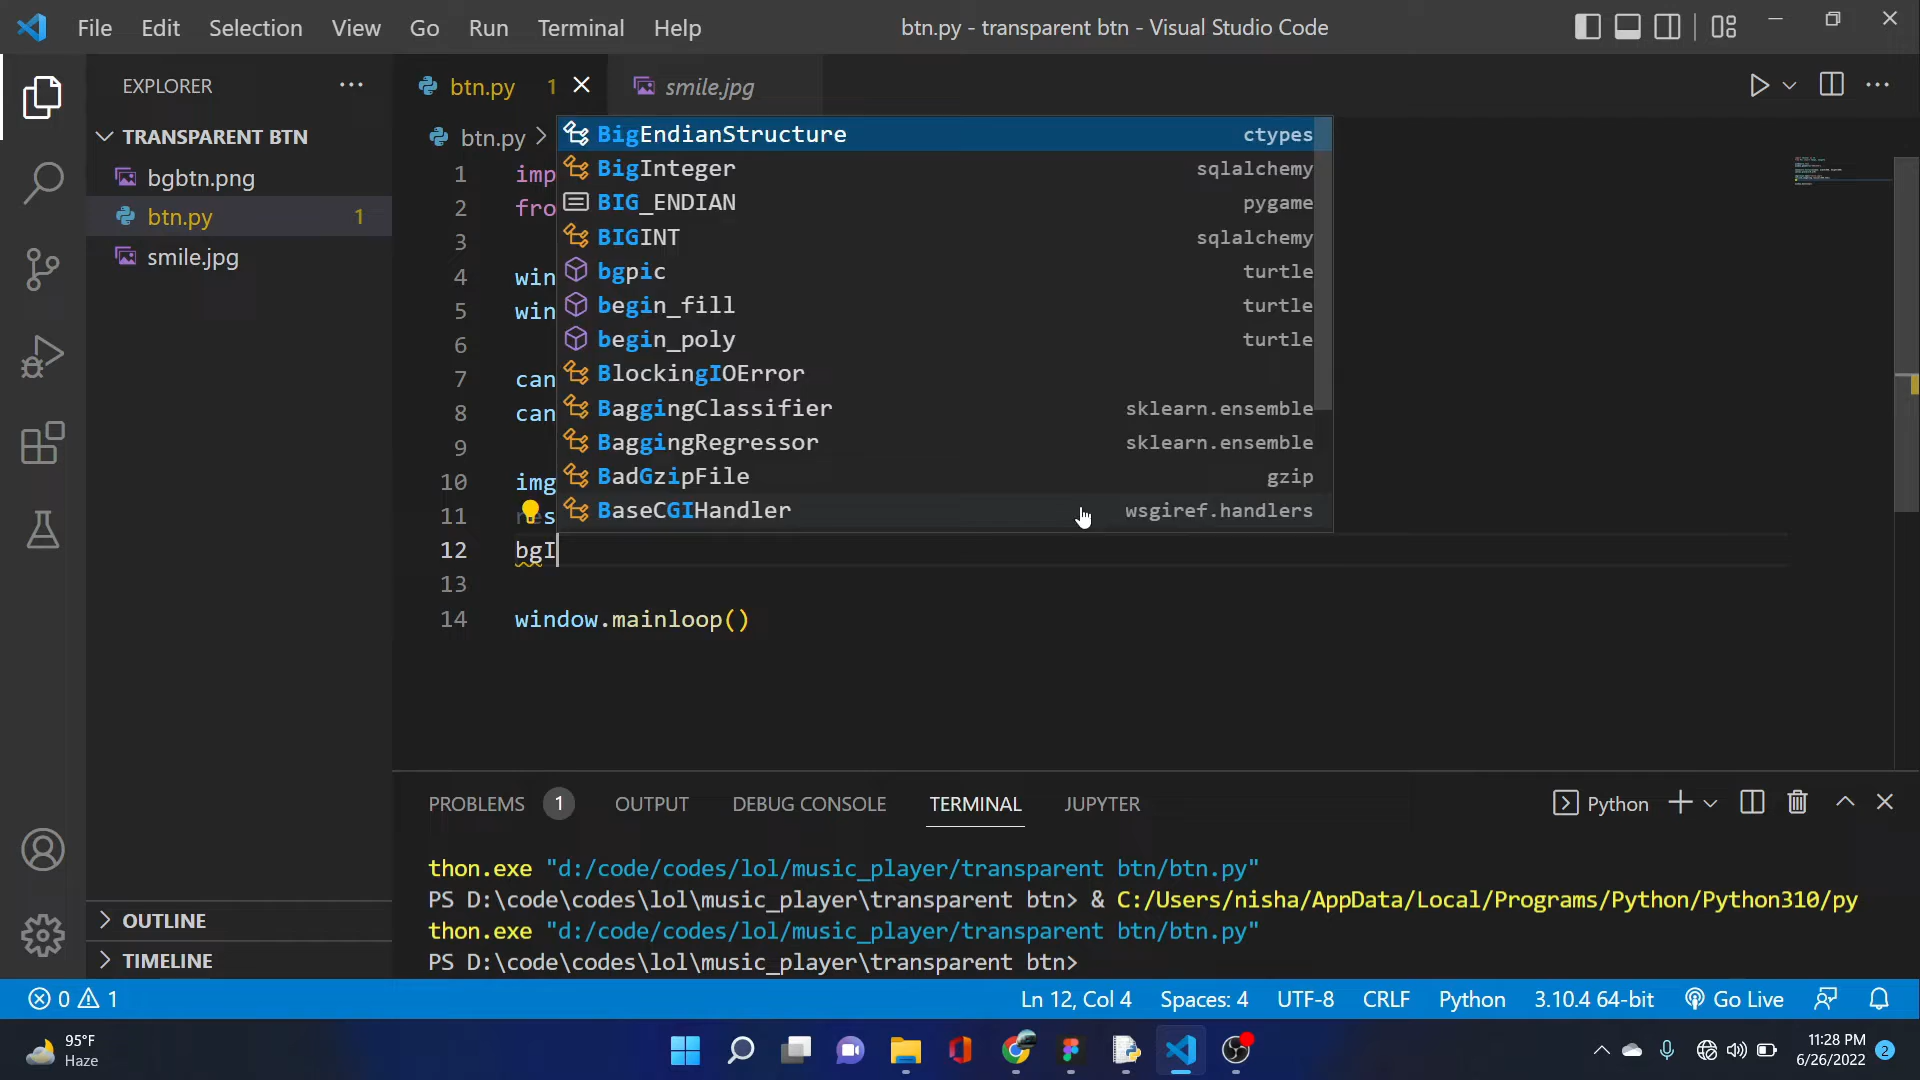 File Edit Selection View Go Run Terminal Help btn.py - transparent btn - Visual Studio Code
EXPLORER ···
TRANSPARENT BTN
bgbtn.png
btn.py 1
smile.jpg
OUTLINE
TIMELINE
btn.py 1 smile.jpg
btn.py >
1 imp
2 fro
3
4 win
5 win
6
7 can
8 can
9
10 img
11 res
12 bgI
13
14 window.mainloop()
BigEndianStructure ctypes
BigInteger sqlalchemy
BIG_ENDIAN pygame
BIGINT sqlalchemy
bgpic turtle
begin_fill turtle
begin_poly turtle
BlockingIOError
BaggingClassifier sklearn.ensemble
BaggingRegressor sklearn.ensemble
BadGzipFile gzip
BaseCGIHandler wsgiref.handlers
PROBLEMS 1 OUTPUT DEBUG CONSOLE TERMINAL JUPYTER Python
thon.exe "d:/code/codes/lol/music_player/transparent btn/btn.py"
PS D:\code\codes\lol\music_player\transparent btn> & C:/Users/nisha/AppData/Local/Programs/Python/Python310/py
thon.exe "d:/code/codes/lol/music_player/transparent btn/btn.py"
PS D:\code\codes\lol\music_player\transparent btn>
0 1 Ln 12, Col 4 Spaces: 4 UTF-8 CRLF Python 3.10.4 64-bit Go Live
95°F
Haze
11:28 PM
6/26/2022 2